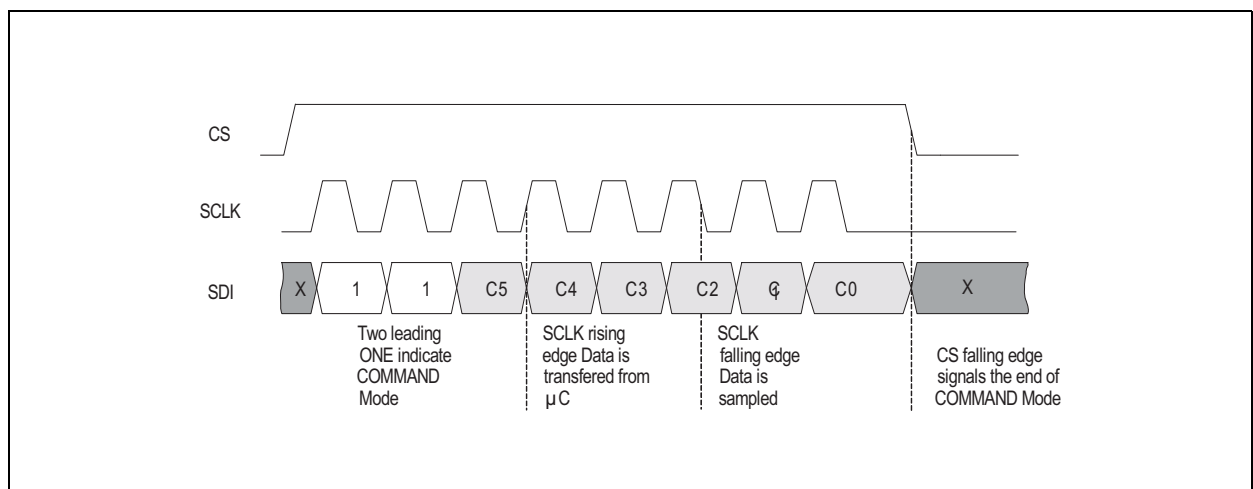 CS
SCLK
SDI
X 1 1 C5 C4 C3 C2 C1 C0 X
Two leading
ONE indicate
COMMAND
Mode
SCLK rising
edge Data is
transfered from
µC
SCLK
falling edge
Data is
sampled
CS falling edge
signals the end of
COMMAND Mode